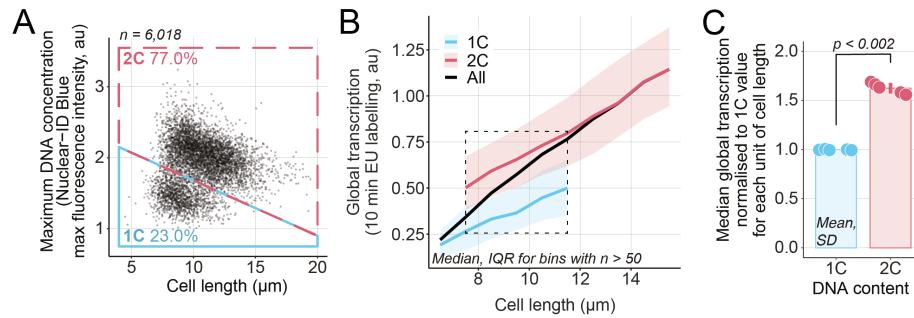 A
n = 6,018
2C 77.0%
1C 23.0%
Maximum DNA concentration
(Nuclear–ID Blue
max fluorescence intensity, au)
3
2
1
5
10
15
20
Cell length (µm)
B
1C
2C
All
Global transcription
(10 min EU labelling, au)
1.25
1.00
0.75
0.50
0.25
Median, IQR for bins with n > 50
8
10
12
14
Cell length (µm)
C
p < 0.002
Median global transcription
normalised to 1C value
for each unit of cell length
2.0
1.5
1.0
0.5
0.0
Mean,
SD
1C
2C
DNA content